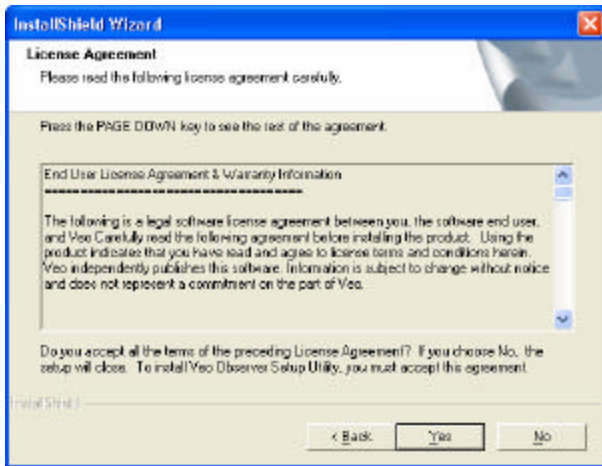 InstallShield Wizard
License Agreement
Please read the following license agreement carefully.
Press the PAGE DOWN key to see the rest of the agreement.
End User License Agreement & Warranty Information
====================================
The following is a legal software license agreement between you, the software end user,
and Veo Carefully read the following agreement before installing the product. Using the
product indicates that you have read and agree to license terms and conditions herein.
Veo independently publishes this software. Information is subject to change without notice
and does not represent a commitment on the part of Veo.
Do you accept all the terms of the preceding License Agreement? If you choose No, the
setup will close. To install Veo Observer Setup Utility, you must accept this agreement.
InstallShield
< Back
Yes
No